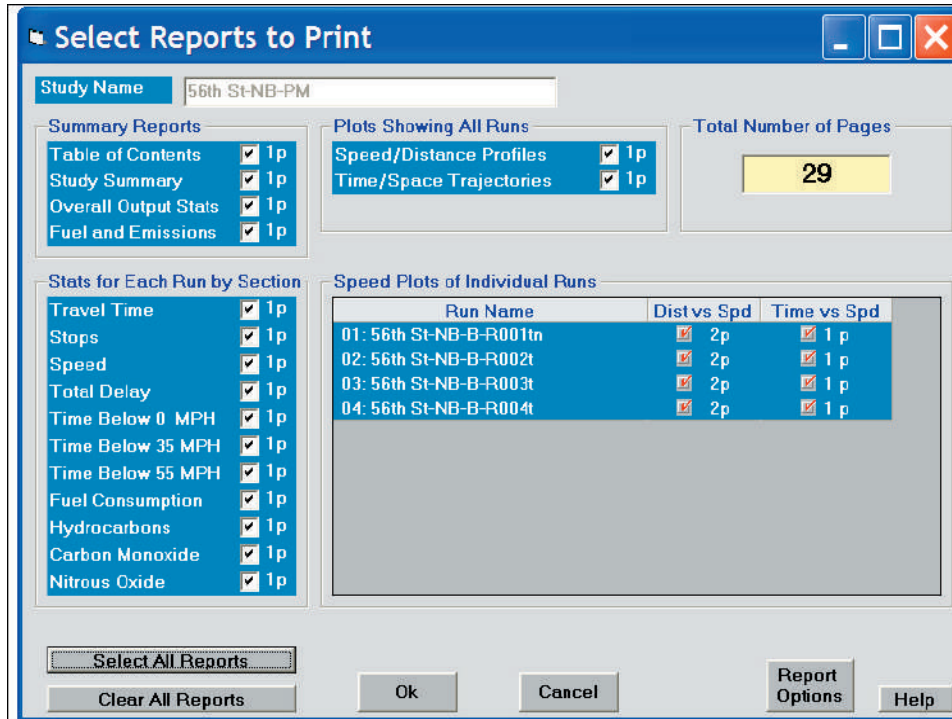 Select Reports to Print
Study Name 56th St-NB-PM
Summary Reports
Table of Contents 1p
Study Summary 1p
Overall Output Stats 1p
Fuel and Emissions 1p
Plots Showing All Runs
Speed/Distance Profiles 1p
Time/Space Trajectories 1p
Total Number of Pages
29
Stats for Each Run by Section
Travel Time 1p
Stops 1p
Speed 1p
Total Delay 1p
Time Below 0 MPH 1p
Time Below 35 MPH 1p
Time Below 55 MPH 1p
Fuel Consumption 1p
Hydrocarbons 1p
Carbon Monoxide 1p
Nitrous Oxide 1p
Speed Plots of Individual Runs
Run Name Dist vs Spd Time vs Spd
01: 56th St-NB-B-R001tn 2p 1 p
02: 56th St-NB-B-R002t 2p 1 p
03: 56th St-NB-B-R003t 2p 1 p
04: 56th St-NB-B-R004t 2p 1 p
Select All Reports
Clear All Reports
Ok
Cancel
Report
Options
Help